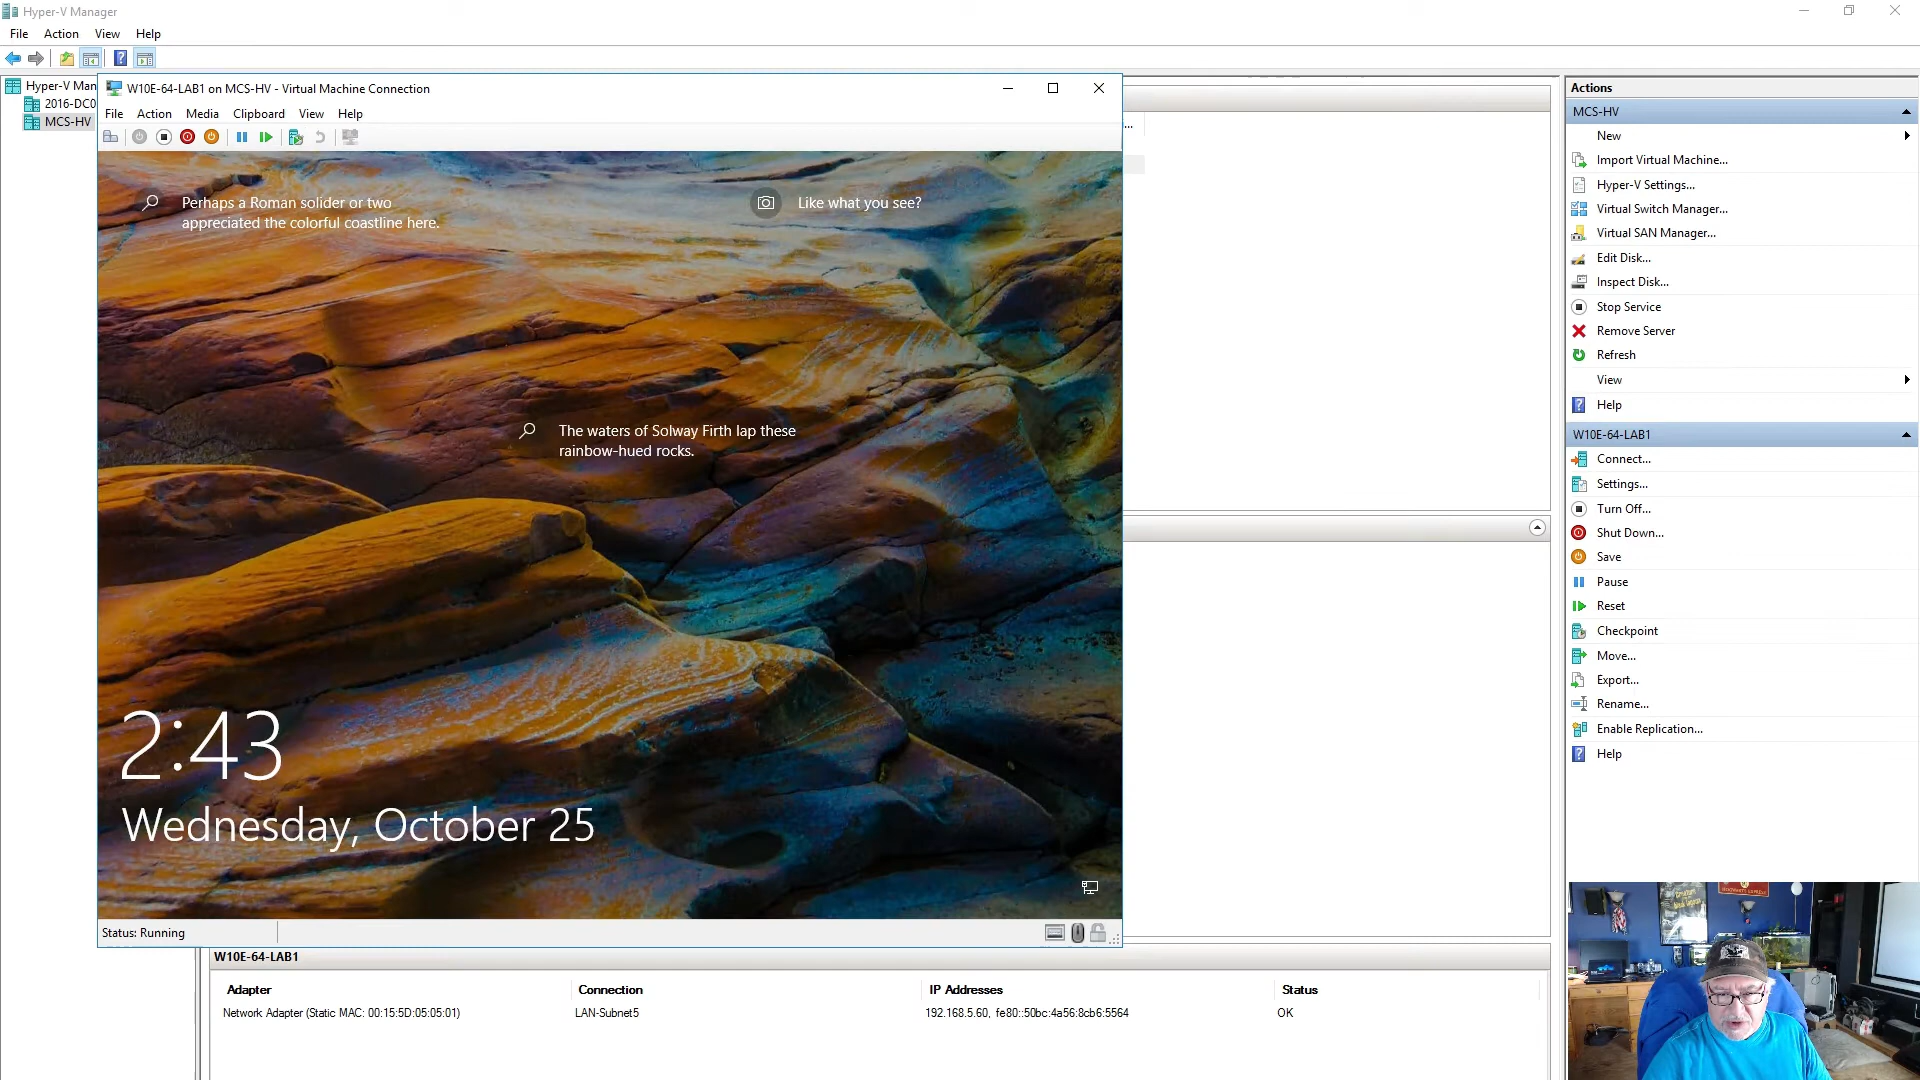 Hyper-V Manager
File Action View Help
Hyper-V Man
2016-DC0
MCS-HV
W10E-64-LAB1 on MCS-HV - Virtual Machine Connection
File Action Media Clipboard View Help
Perhaps a Roman solider or two
appreciated the colorful coastline here.
Like what you see?
The waters of Solway Firth lap these
rainbow-hued rocks.
2:43
Wednesday, October 25
Status: Running
...
W10E-64-LAB1
Adapter Connection IP Addresses Status
Network Adapter (Static MAC: 00:15:5D:05:05:01) LAN-Subnet5 192.168.5.60, fe80::50bc:4a56:8cb6:5564 OK
Actions
MCS-HV
New
Import Virtual Machine...
Hyper-V Settings...
Virtual Switch Manager...
Virtual SAN Manager...
Edit Disk...
Inspect Disk...
Stop Service
Remove Server
Refresh
View
Help
W10E-64-LAB1
Connect...
Settings...
Turn Off...
Shut Down...
Save
Pause
Reset
Checkpoint
Move...
Export...
Rename...
Enable Replication...
Help